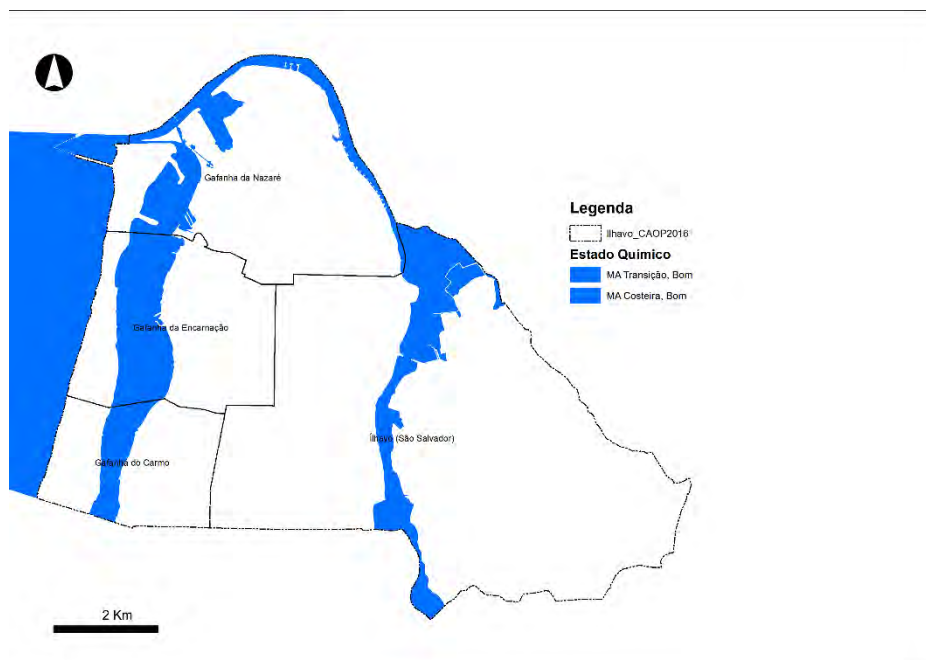 Gafanha da Nazaré
Gafanha da Encarnação
Gafanha do Carmo
Ílhavo (São Salvador)
Legenda
Ilhavo_CAOP2016
Estado Químico
MA Transição, Bom
MA Costeira, Bom
2 Km